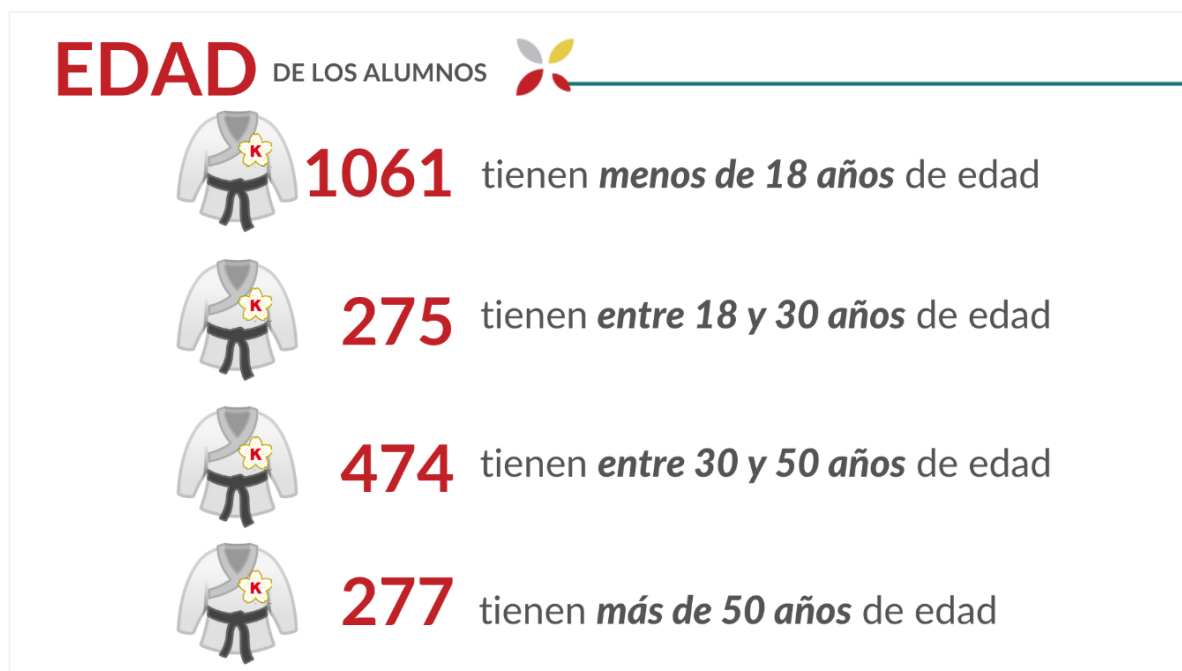 EDAD DE LOS ALUMNOS
K
1061 tienen menos de 18 años de edad
K
275 tienen entre 18 y 30 años de edad
K
474 tienen entre 30 y 50 años de edad
K
277 tienen más de 50 años de edad